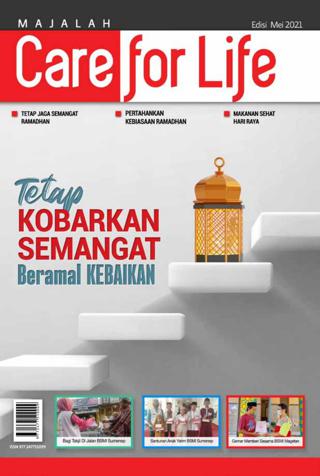 MAJALAH
Edisi Mei 2021
Care for Life
TETAP JAGA SEMANGAT
RAMADHAN
PERTAHANKAN
KEBIASAAN RAMADHAN
MAKANAN SEHAT
HARI RAYA
Tetap
KOBARKAN
SEMANGAT
Beramal KEBAIKAN
Bagi Takjil Di Jalan BSMI Sumenep
Santunan Anak Yatim BSMI Sumenep
Gemar Memberi Sesama BSMI Magetan